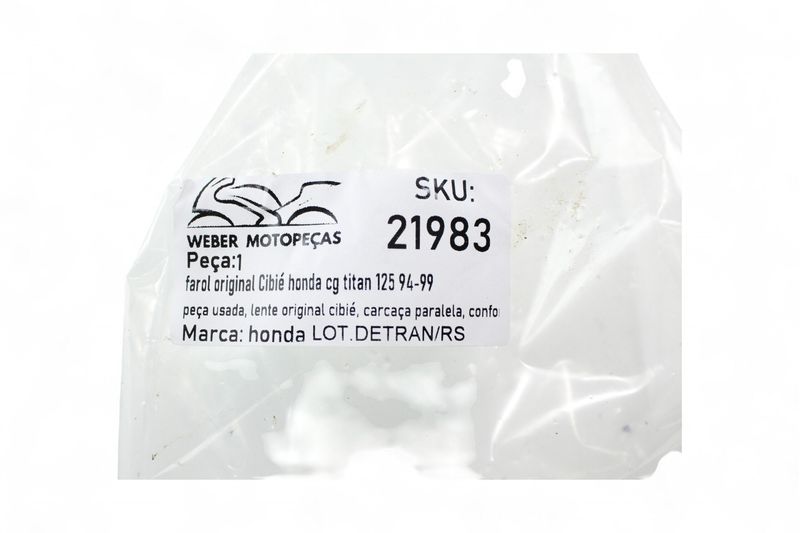 SKU:
21983
WEBER MOTOPEÇAS
Peça:1
farol original Cibié honda cg titan 125 94-99
peça usada, lente original cibié, carcaça paralela, confo
Marca: honda LOT.DETRAN/RS